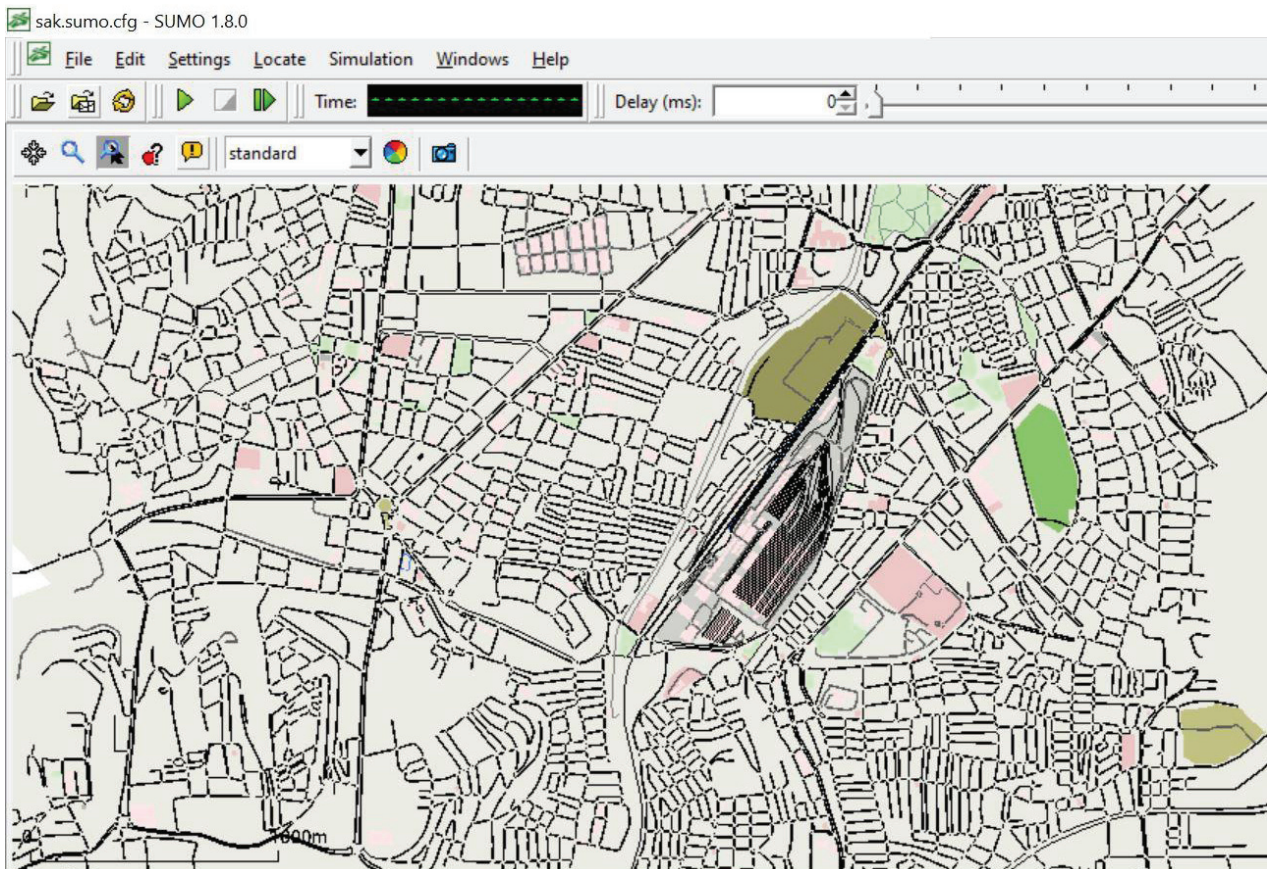 sak.sumo.cfg - SUMO 1.8.0
File Edit Settings Locate Simulation Windows Help
Time: Delay (ms): 0
standard
0 1000m